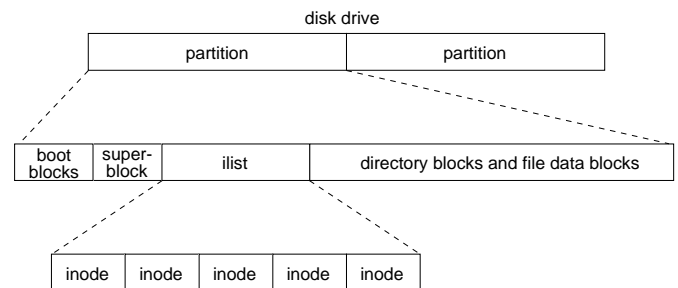 disk drive
partition partition
boot blocks super-block ilist directory blocks and file data blocks
inode inode inode inode inode